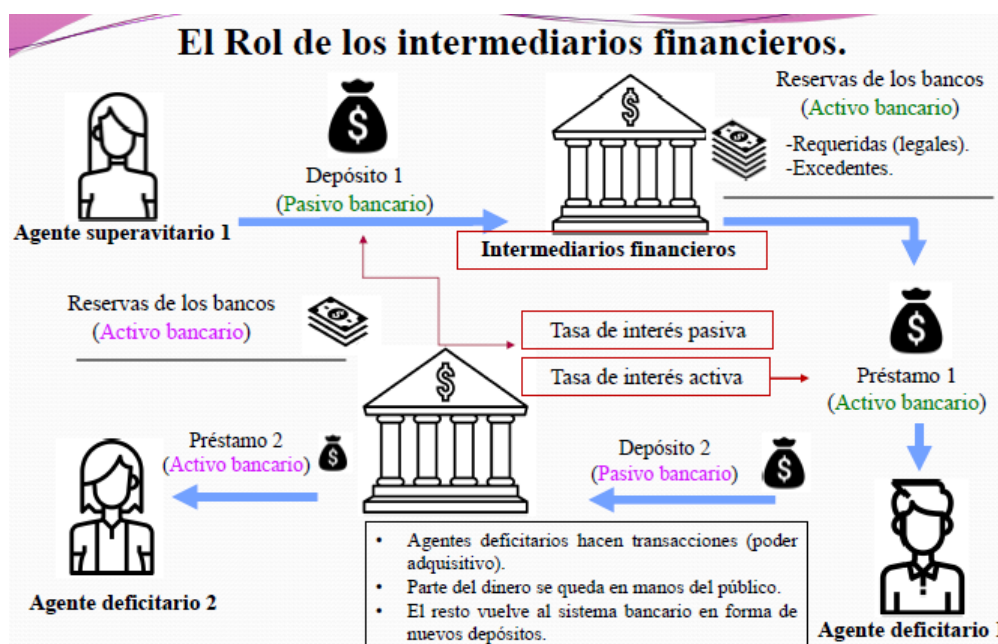 El Rol de los intermediarios financieros.
Reservas de los bancos
(Activo bancario)
-Requeridas (legales).
-Excedentes.
Depósito 1
(Pasivo bancario)
Agente superavitario 1
Intermediarios financieros
Reservas de los bancos
(Activo bancario)
Tasa de interés pasiva
Tasa de interés activa
Préstamo 1
(Activo bancario)
Préstamo 2
(Activo bancario)
Depósito 2
(Pasivo bancario)
Agente deficitario 2
• Agentes deficitarios hacen transacciones (poder
adquisitivo).
• Parte del dinero se queda en manos del público.
• El resto vuelve al sistema bancario en forma de
nuevos depósitos.
Agente deficitario 1